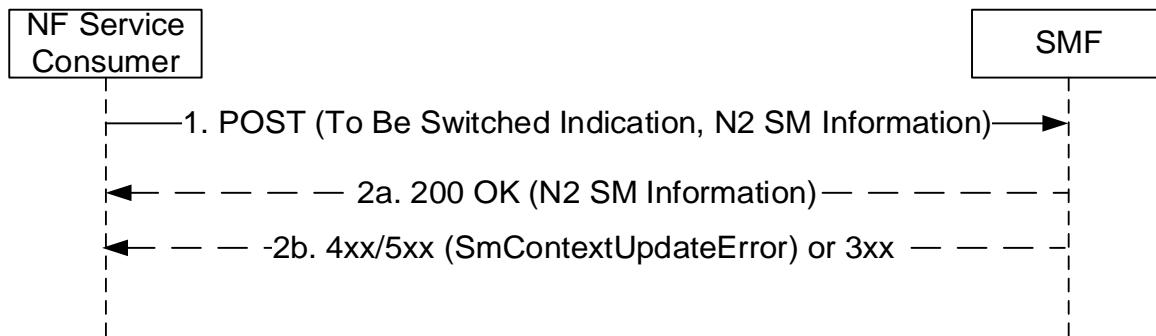 NF Service
Consumer
SMF
1. POST (To Be Switched Indication, N2 SM Information)
2a. 200 OK (N2 SM Information)
2b. 4xx/5xx (SmContextUpdateError) or 3xx